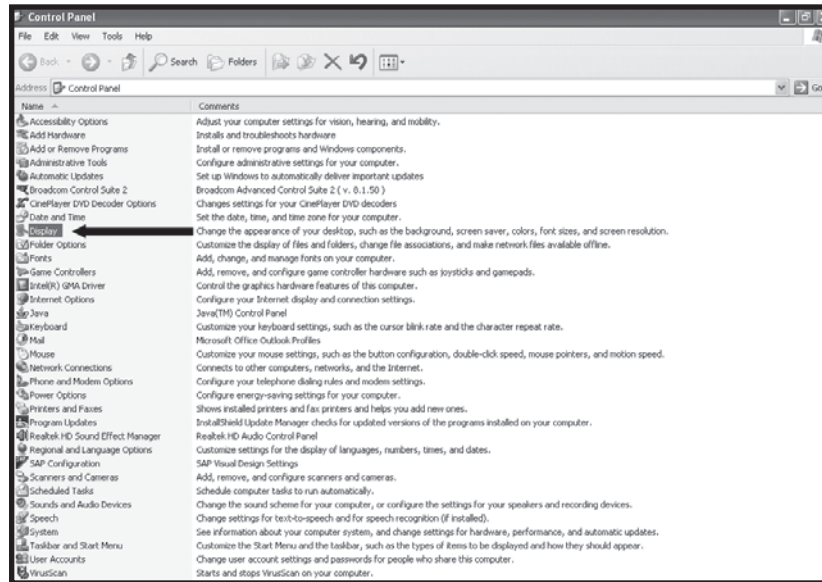 Control Panel
File Edit View Tools Help
Back Search Folders
Address Control Panel Go
Name Comments
Accessibility Options Adjust your computer settings for vision, hearing, and mobility.
Add Hardware Installs and troubleshoots hardware
Add or Remove Programs Install or remove programs and Windows components.
Administrative Tools Configure administrative settings for your computer.
Automatic Updates Set up Windows to automatically deliver important updates
Broadcom Control Suite 2 Broadcom Advanced Control Suite 2 ( v. 8.1.50 )
CinePlayer DVD Decoder Options Changes settings for your CinePlayer DVD decoders
Date and Time Set the date, time, and time zone for your computer.
Display Change the appearance of your desktop, such as the background, screen saver, colors, font sizes, and screen resolution.
Folder Options Customize the display of files and folders, change file associations, and make network files available offline.
Fonts Add, change, and manage fonts on your computer.
Game Controllers Add, remove, and configure game controller hardware such as joysticks and gamepads.
Intel(R) GMA Driver Control the graphics hardware features of this computer.
Internet Options Configure your Internet display and connection settings.
Java Java(TM) Control Panel
Keyboard Customize your keyboard settings, such as the cursor blink rate and the character repeat rate.
Mail Microsoft Office Outlook Profiles
Mouse Customize your mouse settings, such as the button configuration, double-click speed, mouse pointers, and motion speed.
Network Connections Connects to other computers, networks, and the Internet.
Phone and Modem Options Configure your telephone dialing rules and modem settings.
Power Options Configure energy-saving settings for your computer.
Printers and Faxes Shows installed printers and fax printers and helps you add new ones.
Program Updates InstallShield Update Manager checks for updated versions of the programs installed on your computer.
Realtek HD Sound Effect Manager Realtek HD Audio Control Panel
Regional and Language Options Customize settings for the display of languages, numbers, times, and dates.
SAP Configuration SAP Visual Design Settings
Scanners and Cameras Add, remove, and configure scanners and cameras.
Scheduled Tasks Schedule computer tasks to run automatically.
Sounds and Audio Devices Change the sound scheme for your computer, or configure the settings for your speakers and recording devices.
Speech Change settings for text-to-speech and for speech recognition (if installed).
System See information about your computer system, and change settings for hardware, performance, and automatic updates.
Taskbar and Start Menu Customize the Start Menu and the taskbar, such as the types of items to be displayed and how they should appear.
User Accounts Change user account settings and passwords for people who share this computer.
VirusScan Starts and stops VirusScan on your computer.